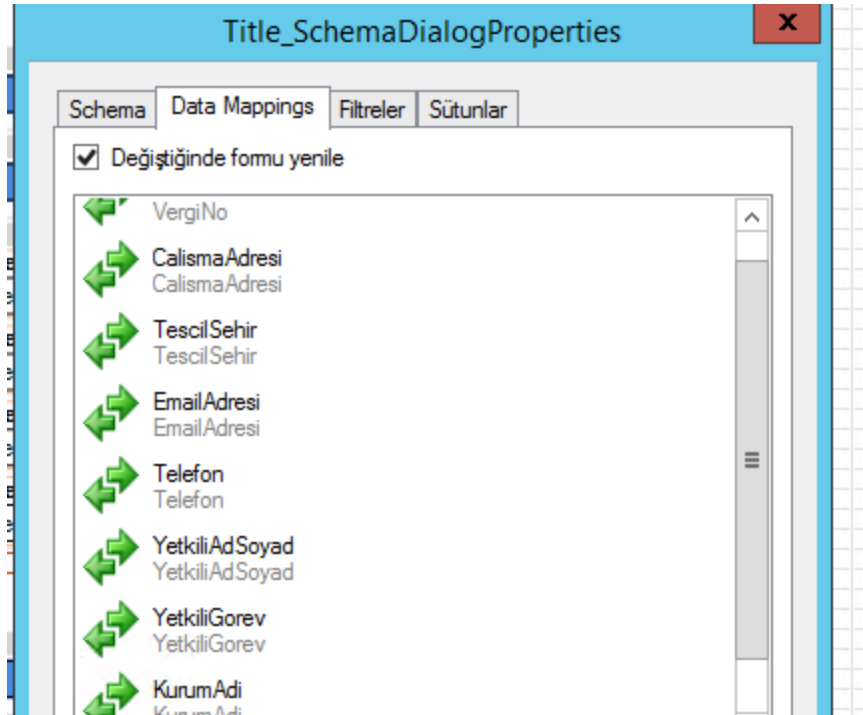 Title_SchemaDialogProperties
x
Schema
Data Mappings
Filtreler
Sütunlar
Değiştiğinde formu yenile
VergiNo
CalismaAdresi
CalismaAdresi
TescilSehir
TescilSehir
EmailAdresi
EmailAdresi
Telefon
Telefon
YetkiliAdSoyad
YetkiliAdSoyad
YetkiliGorev
YetkiliGorev
KurumAdi
KurumAdi